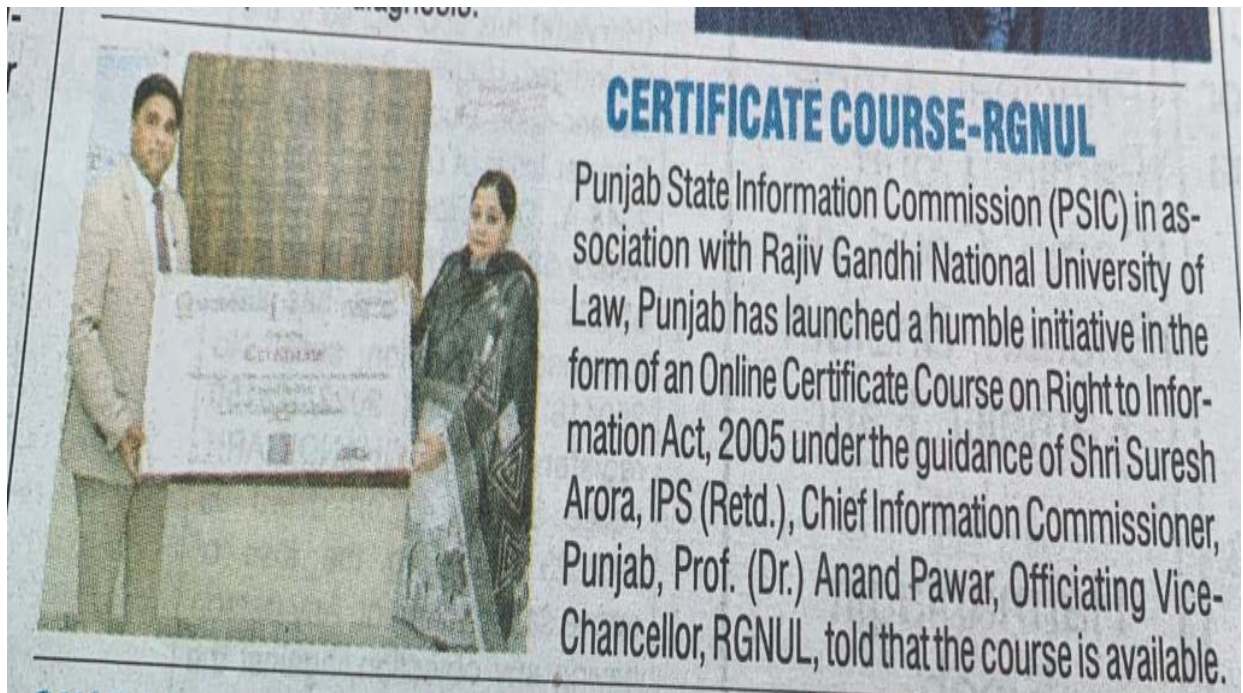 diagnosis.
CERTIFICATE COURSE-RGNUL
Punjab State Information Commission (PSIC) in as-
sociation with Rajiv Gandhi National University of
Law, Punjab has launched a humble initiative in the
form of an Online Certificate Course on Right to Infor-
mation Act, 2005 under the guidance of Shri Suresh
Arora, IPS (Retd.), Chief Information Commissioner,
Punjab, Prof. (Dr.) Anand Pawar, Officiating Vice-
Chancellor, RGNUL, told that the course is available.